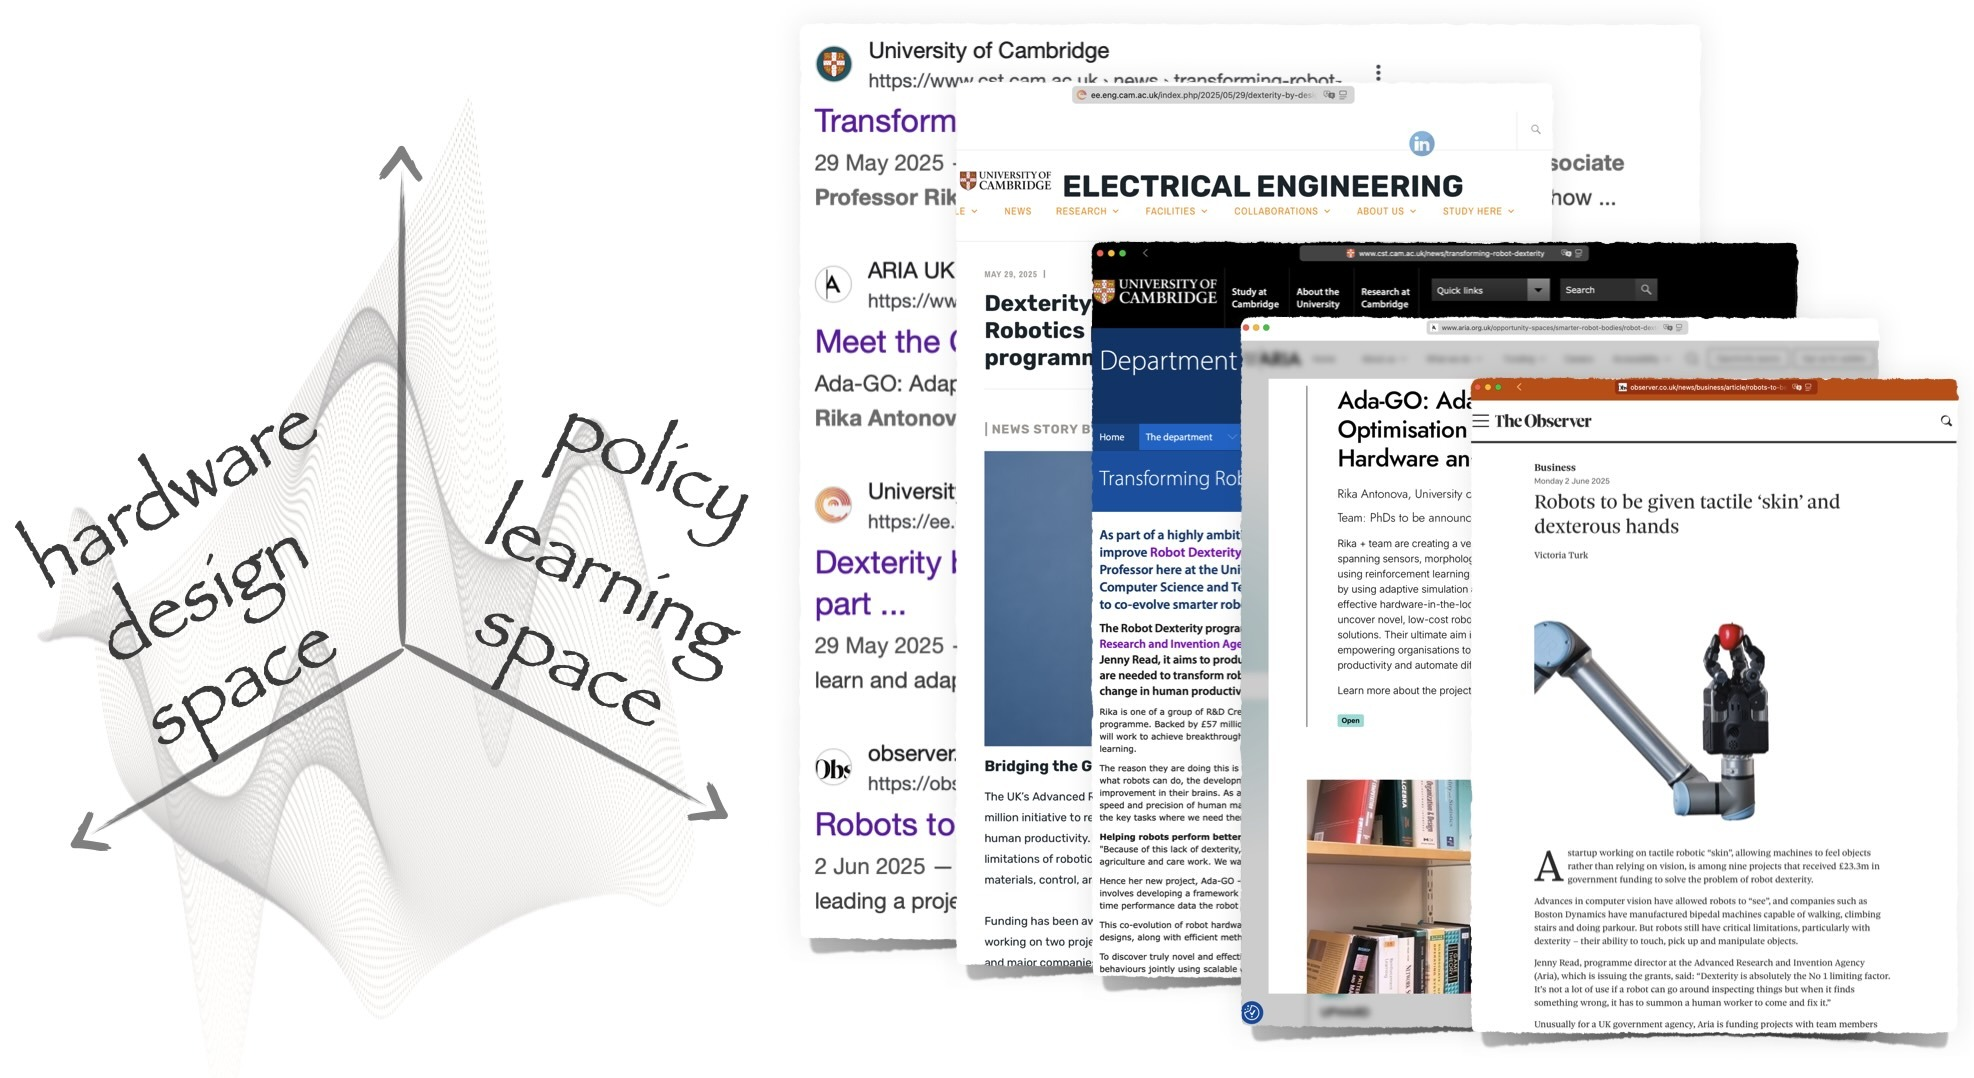 hardware
design
space
policy
learning
space
University of Cambridge
https://www.cst.cam.ac.uk › news › transforming-robot-
Transform
29 May 2025 -
sociate
Professor Rik
how ...
ARIA UK
https://ww
Meet the
Ada-GO: Adap
Rika Antonov
University
https://ee.
Dexterity
part ...
29 May 2025 -
learn and adap
Obs
observer.
https://obs
Robots to
2 Jun 2025 —
leading a proje
ee.eng.cam.ac.uk/index.php/2025/05/29/dexterity-by-desi
in
UNIVERSITY OF
CAMBRIDGE
ELECTRICAL ENGINEERING
LE NEWS RESEARCH FACILITIES COLLABORATIONS ABOUT US STUDY HERE
MAY 29, 2025 |
Dexterity
Robotics
programm
| NEWS STORY B
Bridging the G
The UK's Advanced R
million initiative to re
human productivity.
limitations of robotic
materials, control, an
Funding has been aw
working on two proje
and major companie
www.cst.cam.ac.uk/news/transforming-robot-dexterity
UNIVERSITY OF
CAMBRIDGE
Study at
Cambridge
About the
University
Research at
Cambridge
Quick links
Search
Department
Home The department
Transforming Rob
As part of a highly ambit
improve Robot Dexterity
Professor here at the Uni
Computer Science and Te
to co-evolve smarter rob
The Robot Dexterity progra
Research and Invention Age
Jenny Read, it aims to produ
are needed to transform rob
change in human productiv
Rika is one of a group of R&D Cre
programme. Backed by £57 millio
will work to achieve breakthrough
learning.
The reason they are doing this is
what robots can do, the developm
improvement in their brains. As a
speed and precision of human ma
the key tasks where we need them
Helping robots perform better
"Because of this lack of dexterity,
agriculture and care work. We wa
Hence her new project, Ada-GO -
involves developing a framework
time performance data the robot
This co-evolution of robot hardwa
designs, along with efficient meth
To discover truly novel and effecti
behaviours jointly using scalable
www.aria.org.uk/opportunity-spaces/smarter-robot-bodies/robot-dex
ARIA
Ada-GO: Ada
Optimisation
Hardware an
Rika Antonova, University c
Team: PhDs to be announc
Rika + team are creating a ve
spanning sensors, morpholog
using reinforcement learning
by using adaptive simulation
effective hardware-in-the-loo
uncover novel, low-cost robo
solutions. Their ultimate aim i
empowering organisations to
productivity and automate dif
Learn more about the project
Open
observer.co.uk/news/business/article/robots-to-b
The Observer
Business
Monday 2 June 2025
Robots to be given tactile ‘skin’ and
dexterous hands
Victoria Turk
A startup working on tactile robotic “skin”, allowing machines to feel objects
rather than relying on vision, is among nine projects that received £23.3m in
government funding to solve the problem of robot dexterity.
Advances in computer vision have allowed robots to “see”, and companies such as
Boston Dynamics have manufactured bipedal machines capable of walking, climbing
stairs and doing parkour. But robots still have critical limitations, particularly with
dexterity – their ability to touch, pick up and manipulate objects.
Jenny Read, programme director at the Advanced Research and Invention Agency
(Aria), which is issuing the grants, said: “Dexterity is absolutely the No 1 limiting factor.
It's not a lot of use if a robot can go around inspecting things but when it finds
something wrong, it has to summon a human worker to come and fix it.”
Unusually for a UK government agency, Aria is funding projects with team members